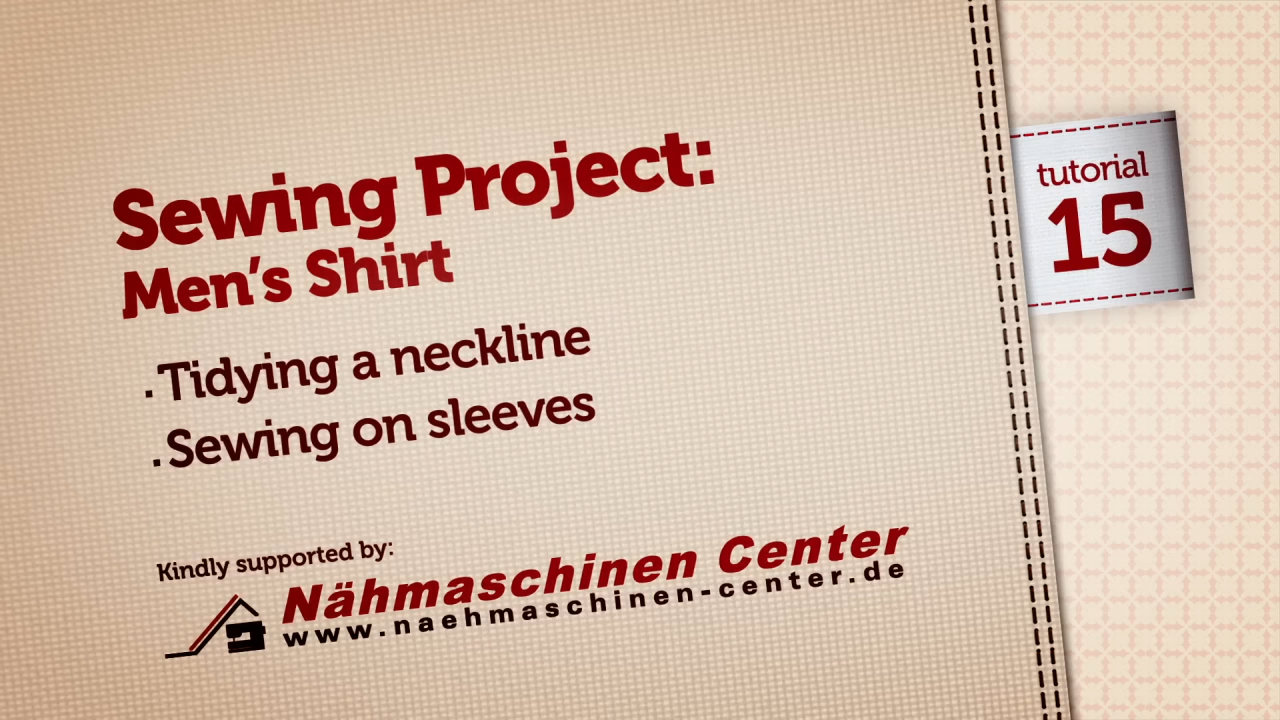 Sewing Project:
Men's Shirt
.Tidying a neckline
.Sewing on sleeves
Kindly supported by:
Nähmaschinen Center
www.naehmaschinen-center.de
tutorial
15